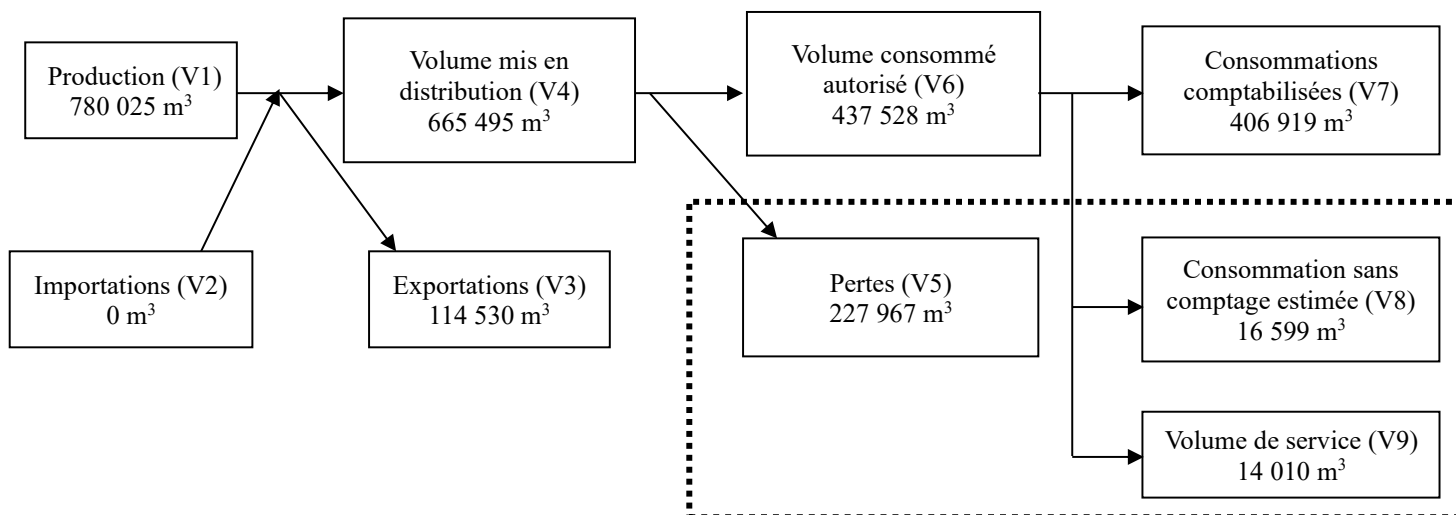 Production (V1)
780 025 m³
Volume mis en
distribution (V4)
665 495 m³
Volume consommé
autorisé (V6)
437 528 m³
Consommations
comptabilisées (V7)
406 919 m³
Importations (V2)
0 m³
Exportations (V3)
114 530 m³
Pertes (V5)
227 967 m³
Consommation sans
comptage estimée (V8)
16 599 m³
Volume de service (V9)
14 010 m³